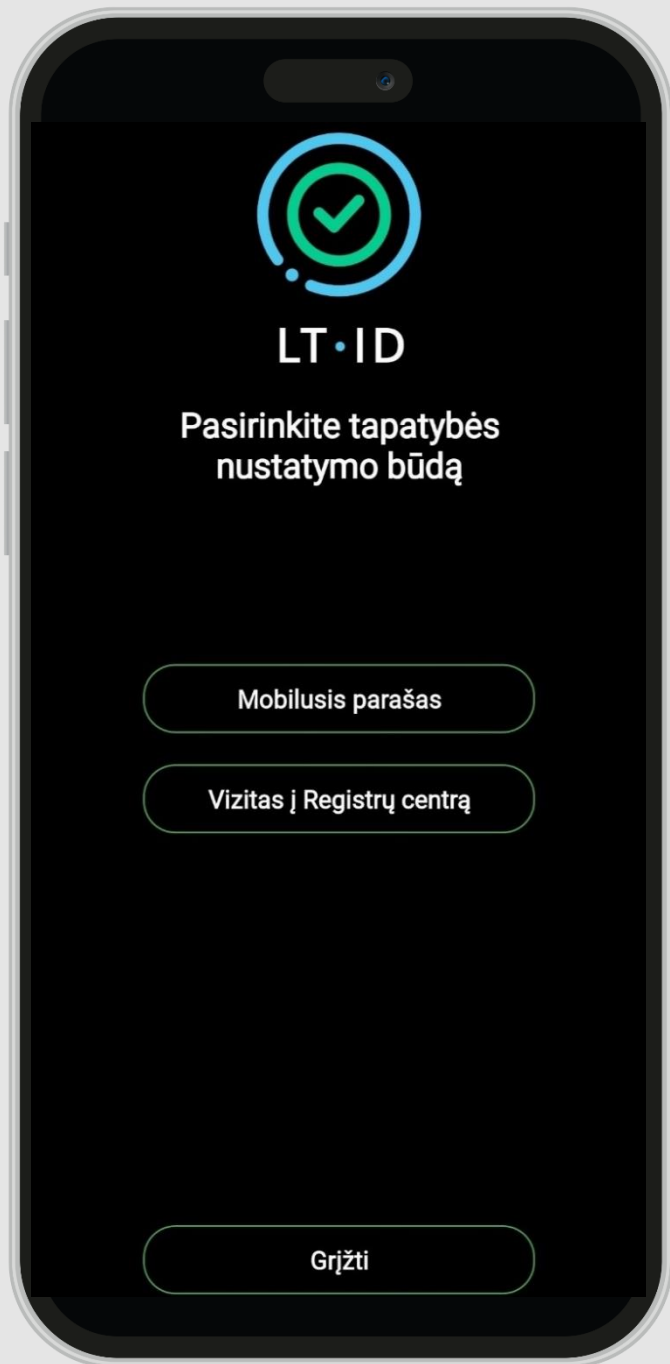 LT·ID
Pasirinkite tapatybės
nustatymo būdą
Mobilusis parašas
Vizitas į Registrų centrą
Grįžti